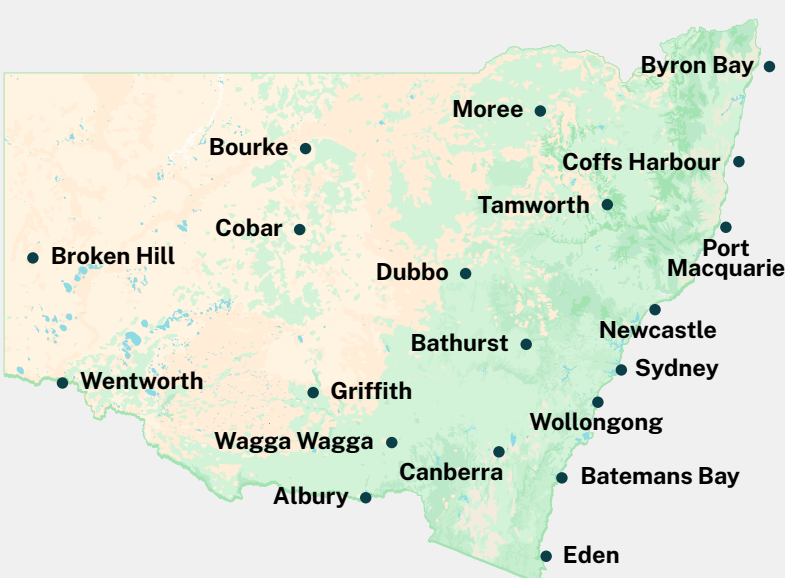 Byron Bay
Moree
Bourke
Coffs Harbour
Tamworth
Cobar
Port
Macquarie
Broken Hill
Dubbo
Newcastle
Bathurst
Sydney
Wentworth
Griffith
Wollongong
Wagga Wagga
Canberra
Batemans Bay
Albury
Eden